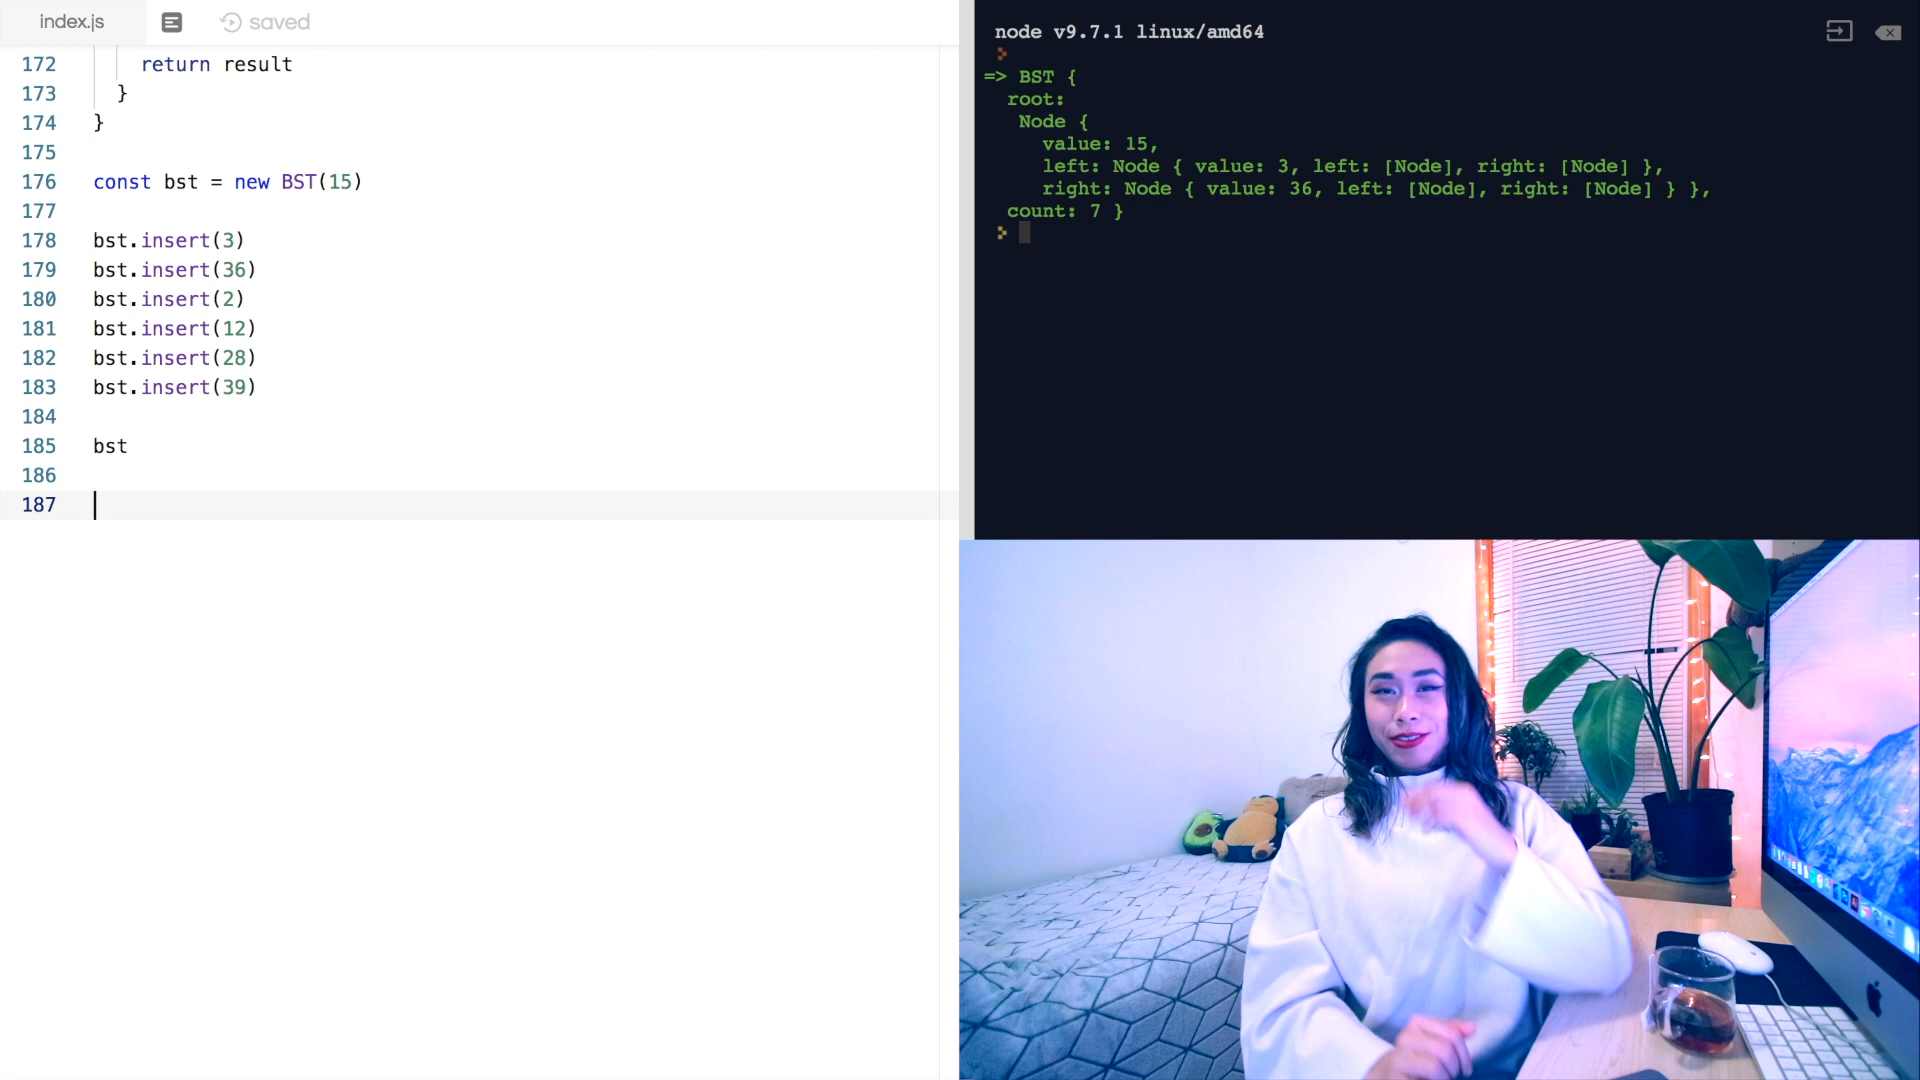 index.js
saved
172 return result
173 }
174 }
175
176 const bst = new BST(15)
177
178 bst.insert(3)
179 bst.insert(36)
180 bst.insert(2)
181 bst.insert(12)
182 bst.insert(28)
183 bst.insert(39)
184
185 bst
186
187
node v9.7.1 linux/amd64
=> BST {
root:
Node {
value: 15,
left: Node { value: 3, left: [Node], right: [Node] },
right: Node { value: 36, left: [Node], right: [Node] } },
count: 7 }